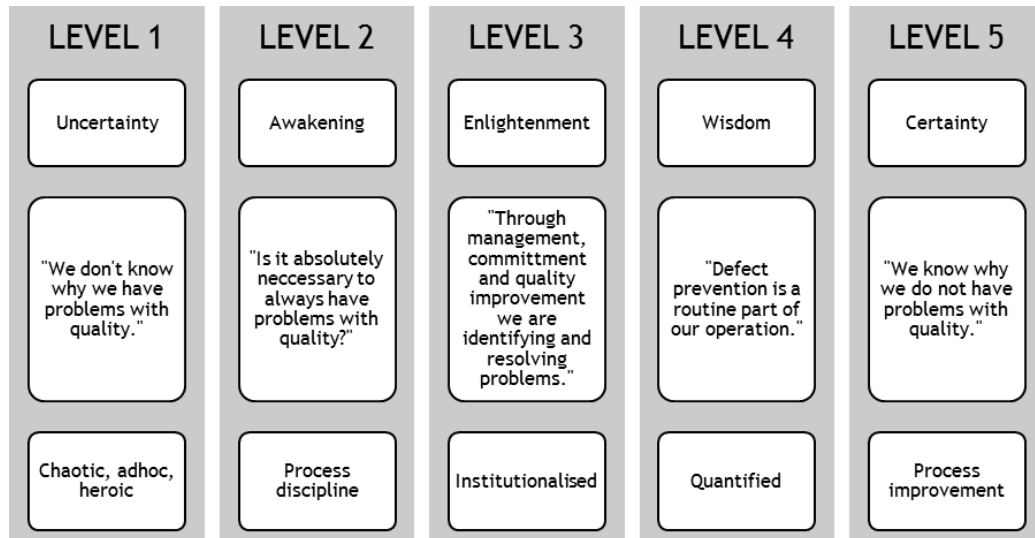 LEVEL 1
Uncertainty
"We don't know
why we have
problems with
quality."
Chaotic, adhoc,
heroic
LEVEL 2
Awakening
"Is it absolutely
neccessary to
always have
problems with
quality?"
Process
discipline
LEVEL 3
Enlightenment
"Through
management,
committment
and quality
improvement
we are
identifying and
resolving
problems."
Institutionalised
LEVEL 4
Wisdom
"Defect
prevention is a
routine part of
our operation."
Quantified
LEVEL 5
Certainty
"We know why
we do not have
problems with
quality."
Process
improvement